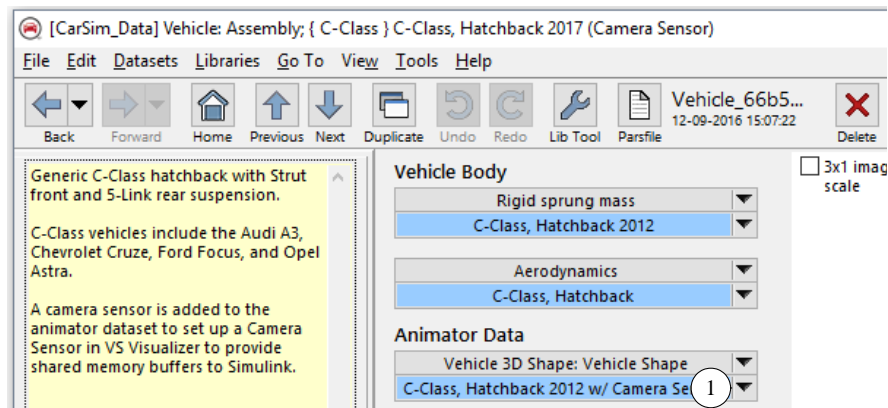 [CarSim_Data] Vehicle: Assembly; { C-Class } C-Class, Hatchback 2017 (Camera Sensor)
File Edit Datasets Libraries Go To View Tools Help
Back Forward Home Previous Next Duplicate Undo Redo Lib Tool Parsfile Delete
Vehicle_66b5...
12-09-2016 15:07:22
Generic C-Class hatchback with Strut
front and 5-Link rear suspension.
C-Class vehicles include the Audi A3,
Chevrolet Cruze, Ford Focus, and Opel
Astra.
A camera sensor is added to the
animator dataset to set up a Camera
Sensor in VS Visualizer to provide
shared memory buffers to Simulink.
Vehicle Body
Rigid sprung mass
C-Class, Hatchback 2012
Aerodynamics
C-Class, Hatchback
Animator Data
Vehicle 3D Shape: Vehicle Shape
C-Class, Hatchback 2012 w/ Camera Se
1
3x1 imag
scale